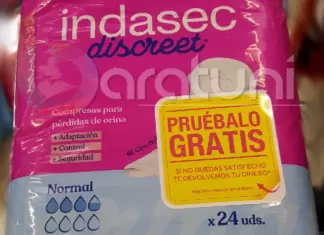 indasec
discreet
Baratuni
Compresas para
pérdidas de orina
+ Adaptación
+ Control
+ Seguridad
PRUÉBALO
GRATIS
SI NO QUEDAS SATISFECHO
TE DEVOLVEMOS TU DINERO*
Normal
x 24 uds.